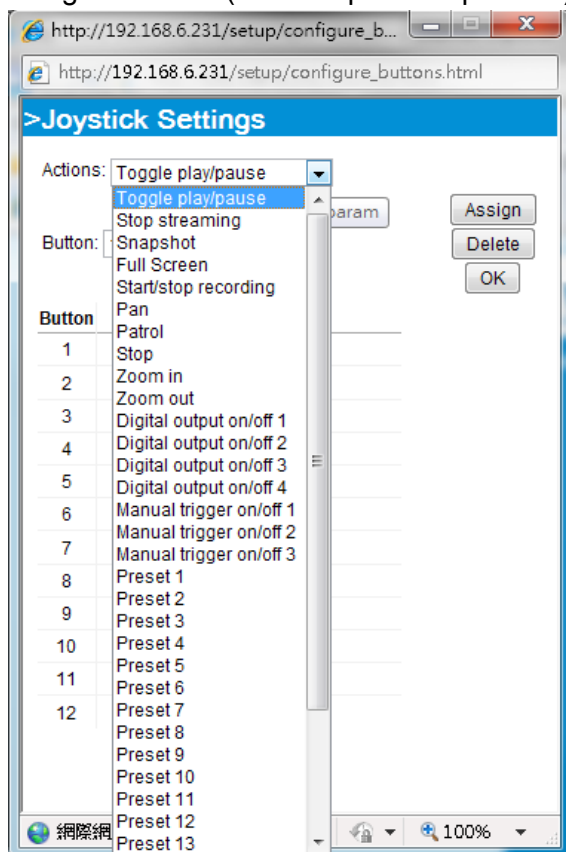 http://192.168.6.231/setup/configure_b...
http://192.168.6.231/setup/configure_buttons.html
>Joystick Settings
Actions: Toggle play/pause
Toggle play/pause
Stop streaming
Snapshot
Full Screen
Start/stop recording
Pan
Patrol
Stop
Zoom in
Zoom out
Digital output on/off 1
Digital output on/off 2
Digital output on/off 3
Digital output on/off 4
Manual trigger on/off 1
Manual trigger on/off 2
Manual trigger on/off 3
Preset 1
Preset 2
Preset 3
Preset 4
Preset 5
Preset 6
Preset 7
Preset 8
Preset 9
Preset 10
Preset 11
Preset 12
Preset 13
param
Assign
Button:
Delete
OK
Button
1
2
3
4
5
6
7
8
9
10
11
12
網際網
100%